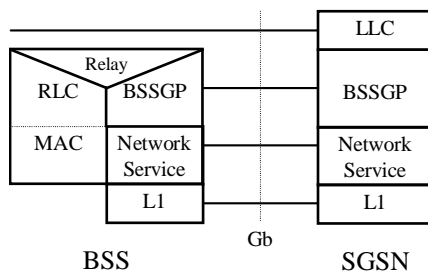 LLC
Relay
RLC
BSSGP
BSSGP
MAC
Network
Service
Network
Service
L1
L1
Gb
BSS
SGSN